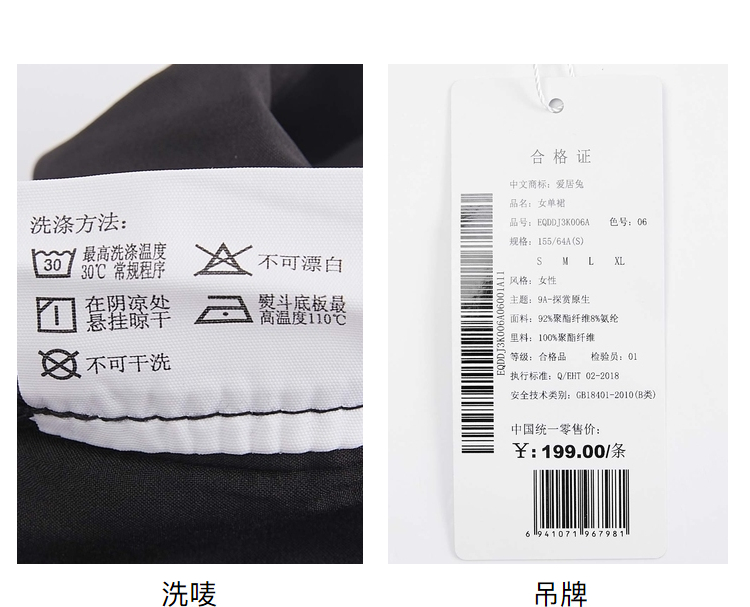 洗涤方法:
30
最高洗涤温度
30℃ 常规程序
不可漂白
在阴凉处
悬挂晾干
熨斗底板最
高温度110℃
不可干洗
洗唛
合格证
中文商标: 爱居兔
品名: 女单裙
品号: EQDDJ3K006A 色号: 06
规格: 155/64A(S)
S M L XL
风格: 女性
主题: 9A-探赏原生
面料: 92%聚酯纤维8%氨纶
里料: 100%聚酯纤维
等级: 合格品 检验员: 01
执行标准: Q/EHT 02-2018
安全技术类别: GB18401-2010(B类)
EQDDJ3K006A06001A11
中国统一零售价:
¥: 199.00/条
6 941071 967981
吊牌